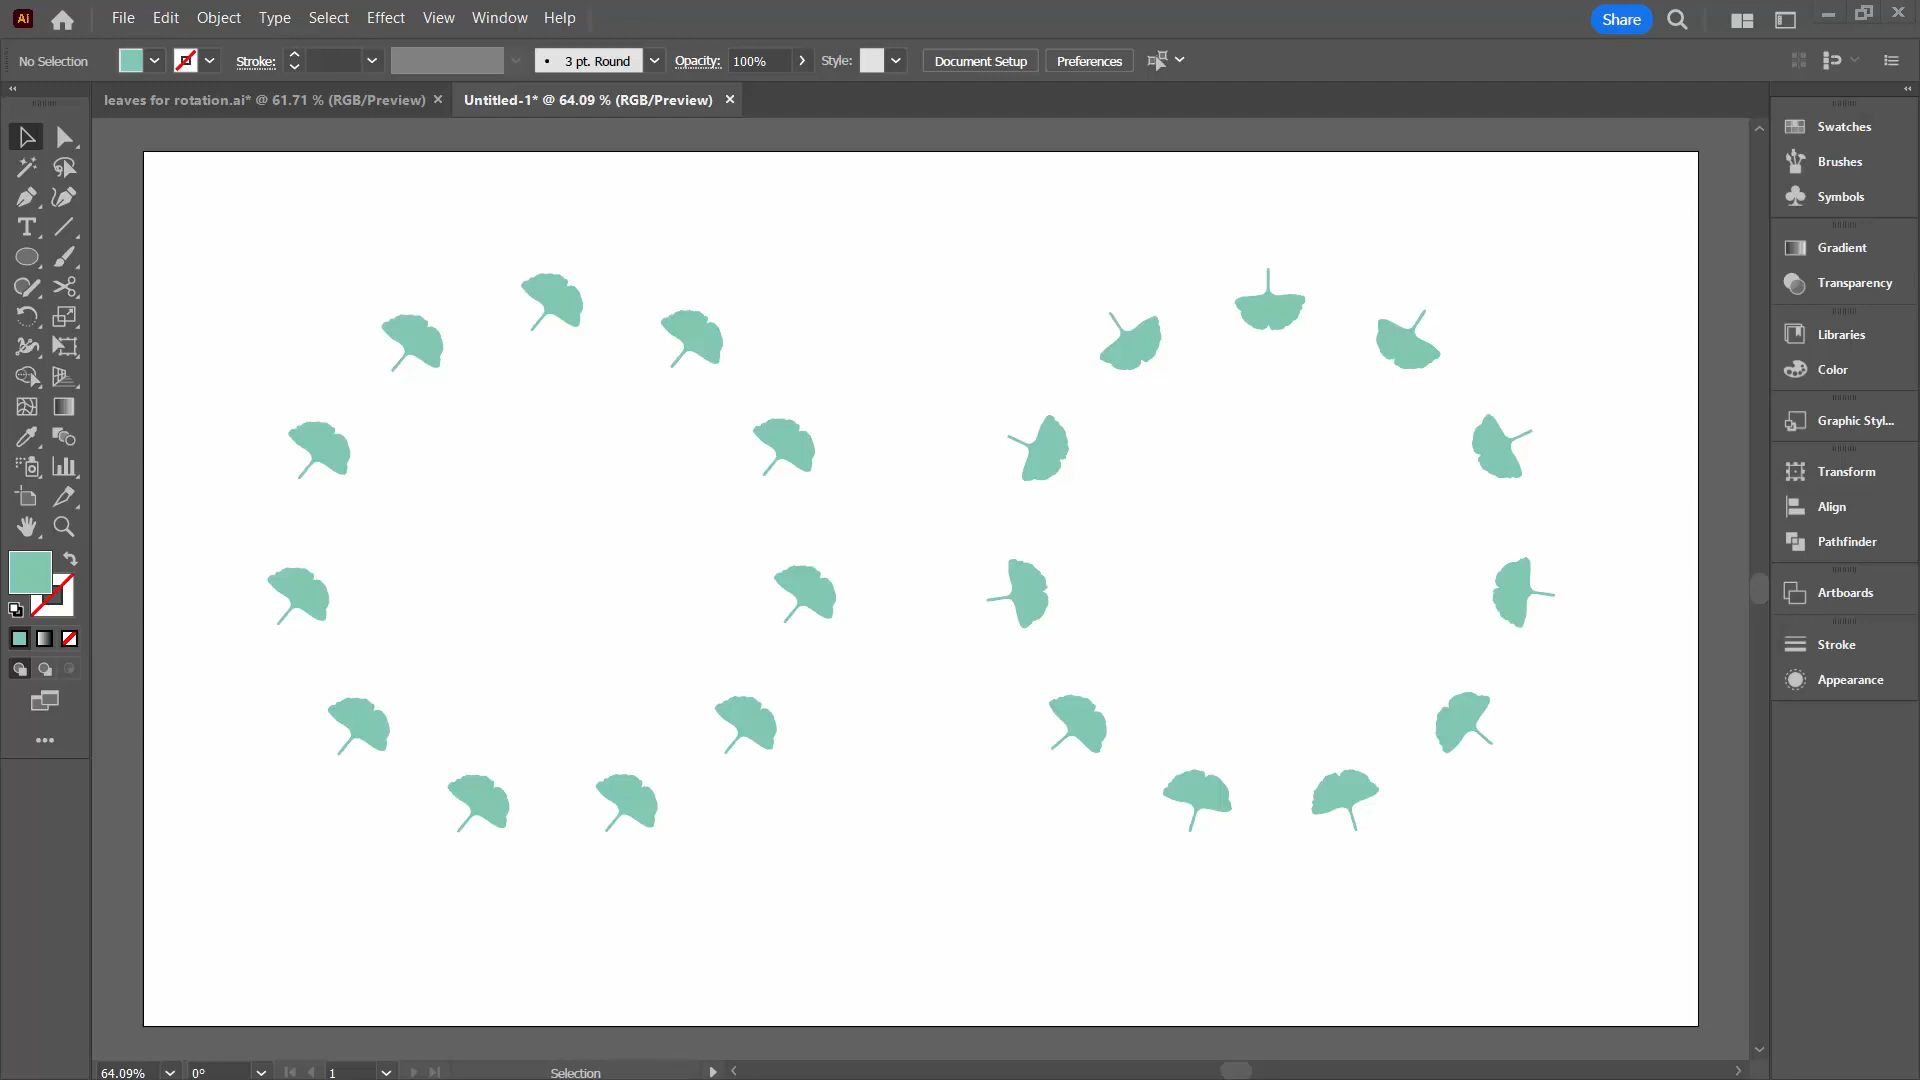 Ai File Edit Object Type Select Effect View Window Help Share
No Selection Stroke: 3 pt. Round Opacity: 100% Style: Document Setup Preferences
leaves for rotation.ai* @ 61.71 % (RGB/Preview) × Untitled-1* @ 64.09 % (RGB/Preview) ×
Swatches
Brushes
Symbols
Gradient
Transparency
Libraries
Color
Graphic Styl...
Transform
Align
Pathfinder
Artboards
Stroke
Appearance
64.09% 0° 1 Selection